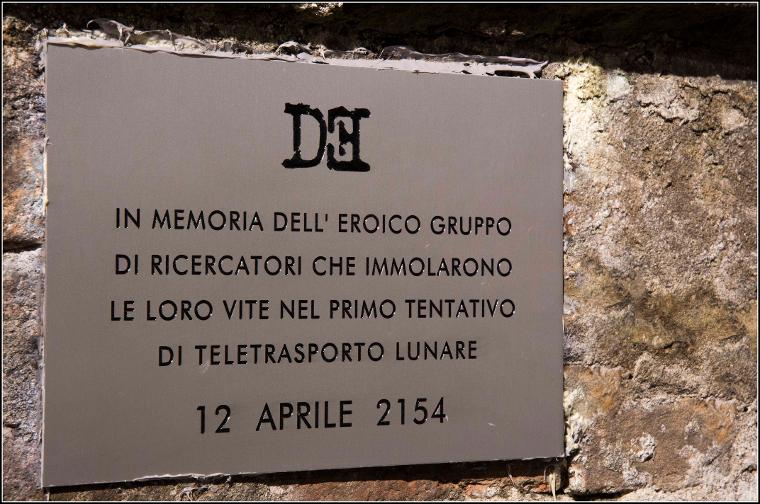 DE
IN MEMORIA DELL' EROICO GRUPPO
DI RICERCATORI CHE IMMOLARONO
LE LORO VITE NEL PRIMO TENTATIVO
DI TELETRASPORTO LUNARE
12 APRILE 2154